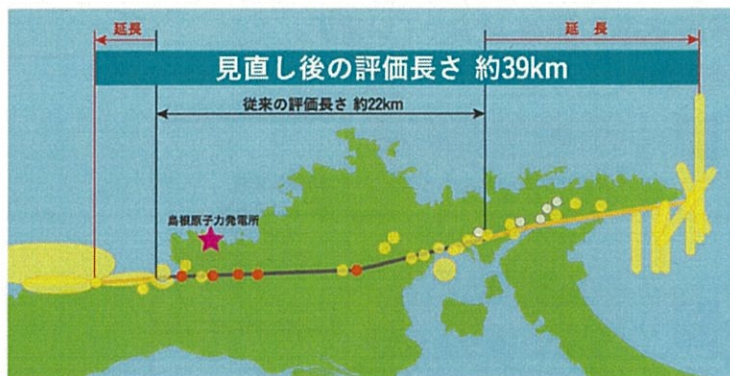 延長
延 長
見直し後の評価長さ 約39km
従来の評価長さ 約22km
島根原子力発電所